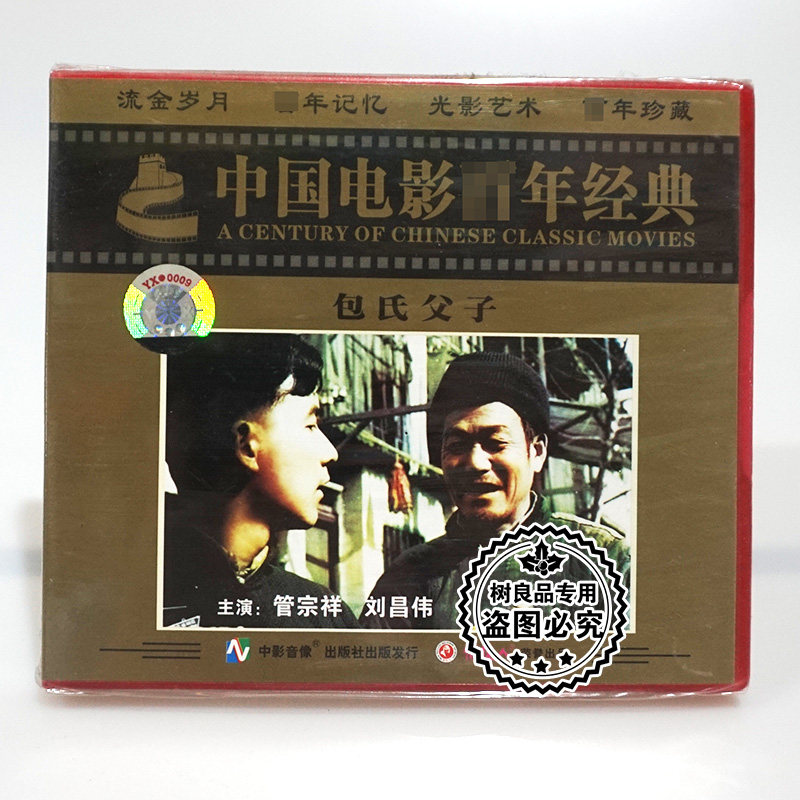 流金岁月 年记忆 光影艺术 年珍藏
中国电影 年经典
A CENTURY OF CHINESE CLASSIC MOVIES
YX 0009
包氏父子
主演：管宗祥 刘昌伟
中影音像® 出版社出版发行
树良品专用
盗图必究